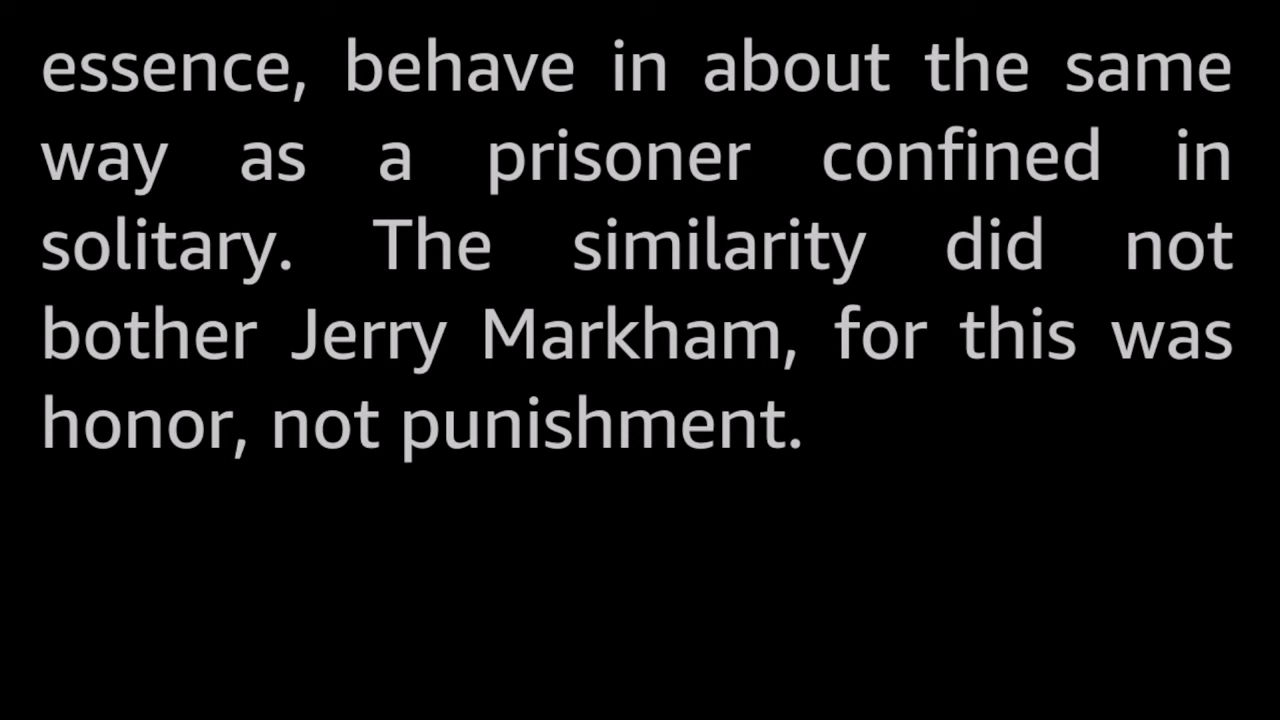 essence, behave in about the same
way as a prisoner confined in
solitary. The similarity did not
bother Jerry Markham, for this was
honor, not punishment.